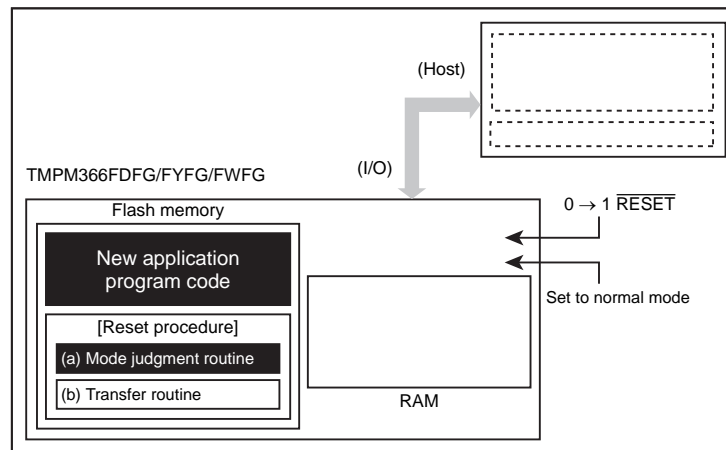 (Host)
(I/O)
TMPM366FDFG/FYFG/FWFG
Flash memory
0 → 1 RESET
New application
program code
Set to normal mode
[Reset procedure]
(a) Mode judgment routine
(b) Transfer routine
RAM